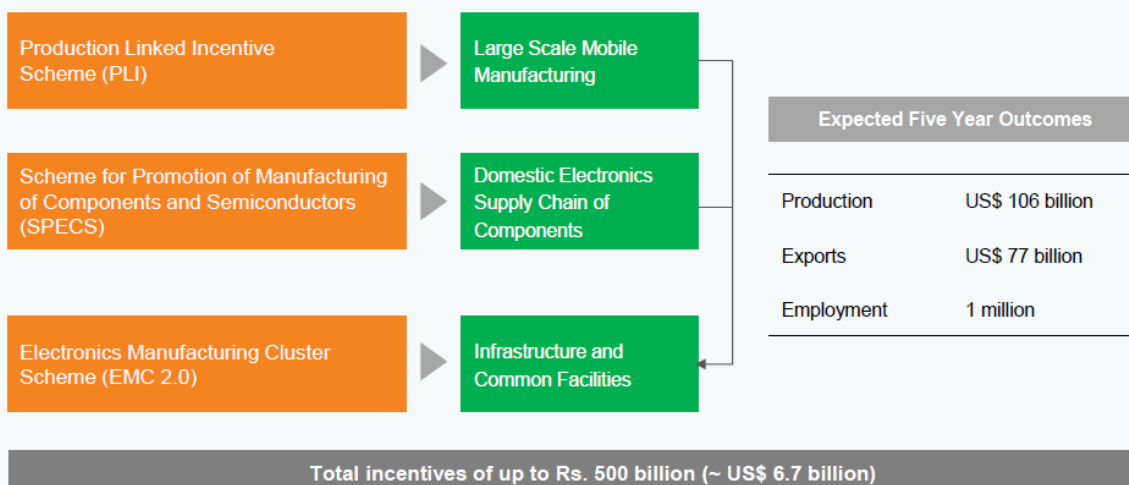 Production Linked Incentive
Scheme (PLI)
Large Scale Mobile
Manufacturing
Scheme for Promotion of Manufacturing
of Components and Semiconductors
(SPECS)
Domestic Electronics
Supply Chain of
Components
Electronics Manufacturing Cluster
Scheme (EMC 2.0)
Infrastructure and
Common Facilities
Expected Five Year Outcomes
Production US$ 106 billion
Exports US$ 77 billion
Employment 1 million
Total incentives of up to Rs. 500 billion (~ US$ 6.7 billion)